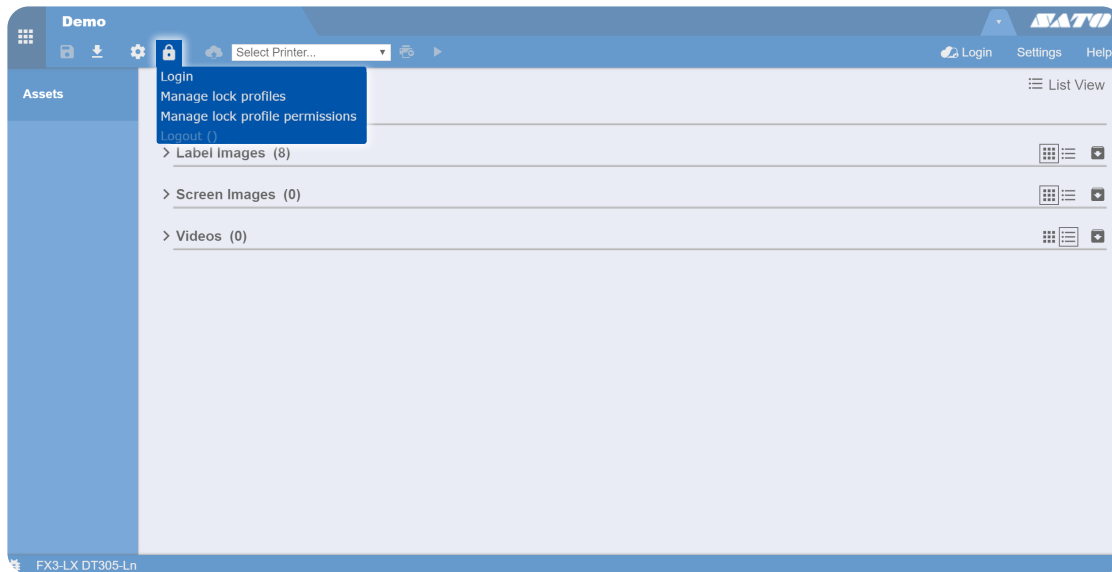 Demo
SATO
Select Printer...
Login Settings Help
Login
Manage lock profiles
Manage lock profile permissions
Logout ()
Assets
List View
Label Images (8)
Screen Images (0)
Videos (0)
FX3-LX DT305-Ln